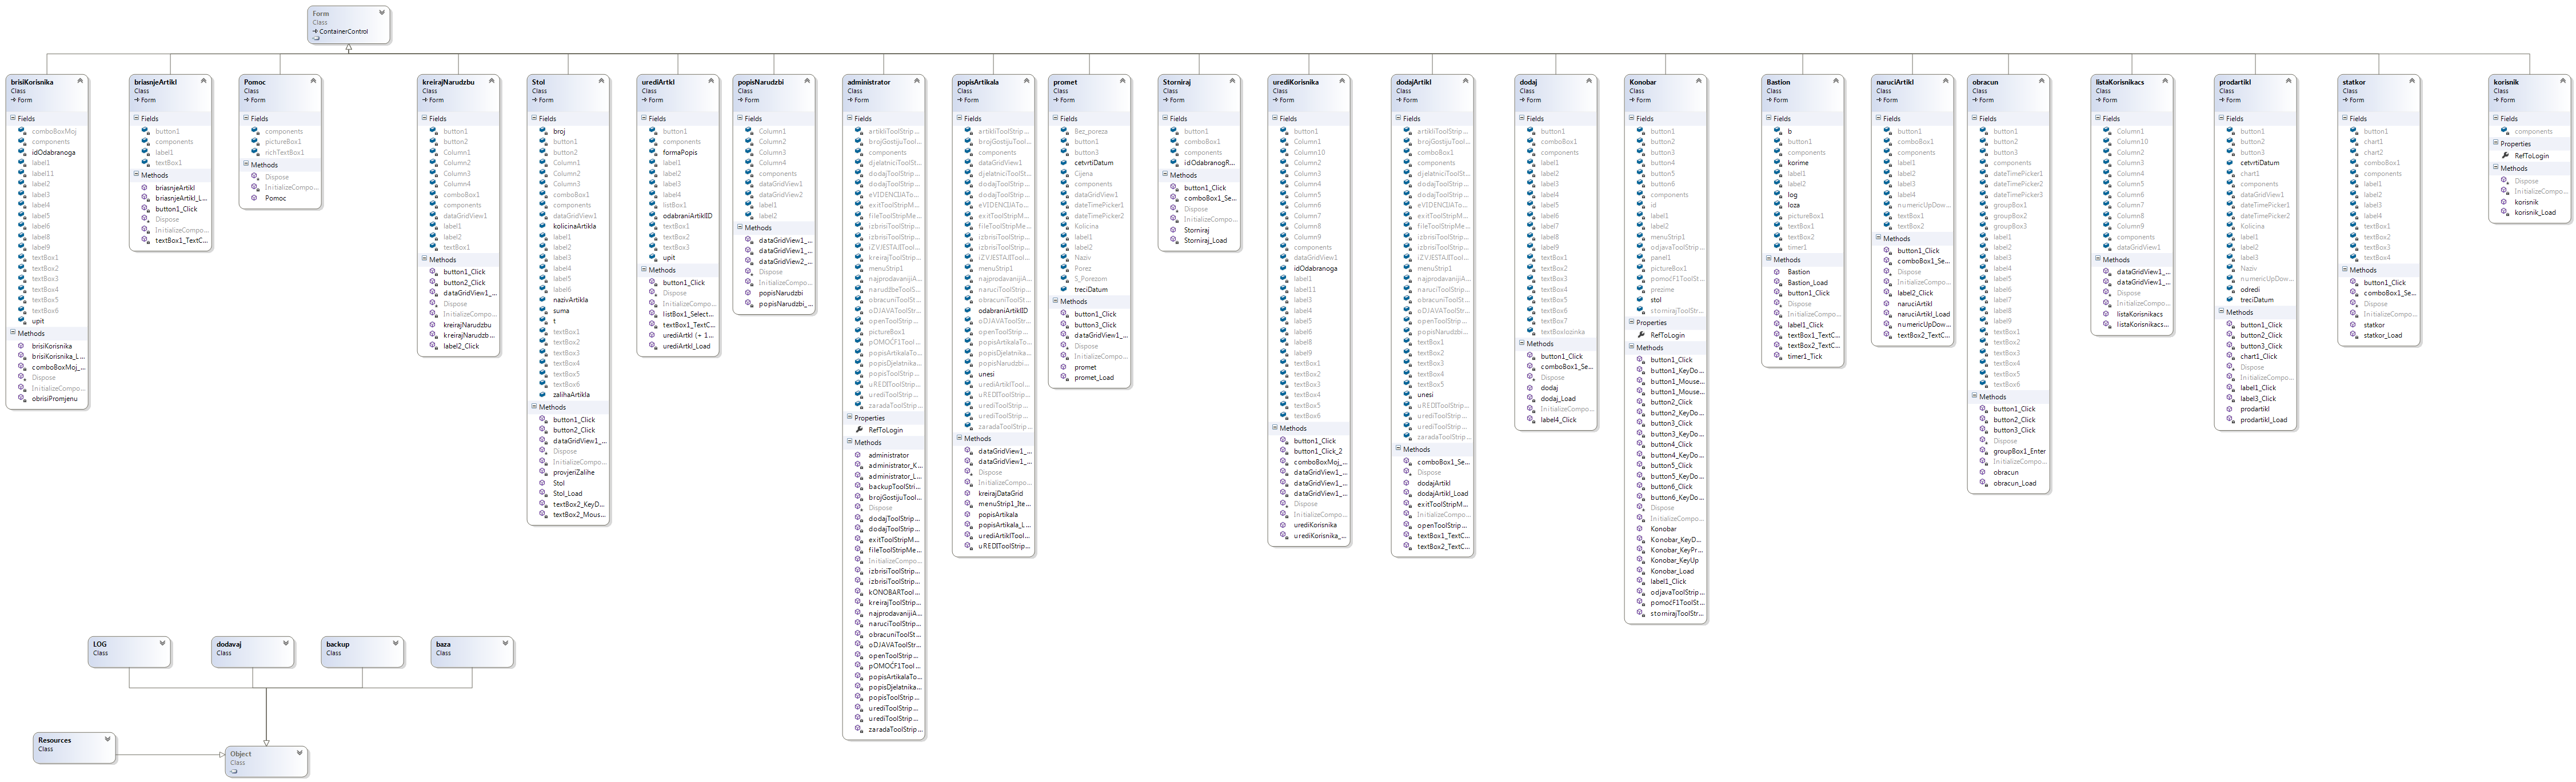 Form
Class
ContainerControl
brisiKorisnika
Class
Form
Fields
comboBoxMoj
components
idOdabranoga
label1
label11
label2
label3
label4
label5
label6
label8
label9
textBox1
textBox2
textBox3
textBox4
textBox5
textBox6
upit
Methods
brisiKorisnika
brisiKorisnika_L...
comboBoxMoj_...
Dispose
InitializeCompo...
obrisiPromjenu
briasnjeArtikl
Class
Form
Fields
button1
components
label1
textBox1
Methods
briasnjeArtikl
briasnjeArtikl_L...
button1_Click
Dispose
InitializeCompo...
textBox1_TextC...
Pomoc
Class
Form
Fields
components
pictureBox1
richTextBox1
Methods
Dispose
InitializeCompo...
Pomoc
kreirajNarudzbu
Class
Form
Fields
button1
button2
Column1
Column2
Column3
Column4
comboBox1
components
dataGridView1
label1
label2
textBox1
Methods
button1_Click
button2_Click
dataGridView1_...
Dispose
InitializeCompo...
kreirajNarudzbu
kreirajNarudzb...
label2_Click
Stol
Class
Form
Fields
broj
button1
button2
Column1
Column2
Column3
comboBox1
components
dataGridView1
kolicinaArtikla
label1
label2
label3
label4
label5
label6
nazivArtikla
suma
t
textBox1
textBox2
textBox3
textBox4
textBox5
textBox6
zalihaArtikla
Methods
button1_Click
button2_Click
dataGridView1_...
Dispose
InitializeCompo...
provjeriZalihe
Stol
Stol_Load
textBox2_KeyD...
textBox2_Mous...
urediArtkl
Class
Form
Fields
button1
components
formaPopis
label1
label2
label3
label4
listBox1
odabraniArtiklID
textBox1
textBox2
textBox3
upit
Methods
button1_Click
Dispose
InitializeCompo...
listBox1_Select...
textBox1_TextC...
urediArtkl (+ 1...
urediArtkl_Load
popisNarudzbi
Class
Form
Fields
Column1
Column2
Column3
Column4
components
dataGridView1
dataGridView2
label1
label2
Methods
dataGridView1_...
dataGridView1_...
dataGridView2_...
Dispose
InitializeCompo...
popisNarudzbi
popisNarudzbi_...
administrator
Class
Form
Fields
artikliToolStrip...
brojGostijuTool...
components
djelatniciToolSt...
dodajToolStrip...
dodajToolStrip...
eVIDENCIJATo...
exitToolStripM...
fileToolStripMe...
izbrisiToolStrip...
izbrisiToolStrip...
iZVJESTAJITool...
kreirajToolStrip...
menuStrip1
najprodavanijiA...
naruciToolStrip...
narudzbeToolS...
obracuniToolSt...
oDJAVAToolStr...
openToolStrip...
pictureBox1
pOMOĆF1Tool...
popisArtikalaTo...
popisDjelatnika...
popisToolStrip...
uREDIToolStrip...
urediToolStrip...
zaradaToolStrip...
Properties
RefToLogin
Methods
administrator
administrator_K...
administrator_L...
backupToolStri...
brojGostijuTool...
Dispose
dodajToolStrip...
dodajToolStrip...
exitToolStripM...
fileToolStripMe...
InitializeCompo...
izbrisiToolStrip...
izbrisiToolStrip...
kONOBARTool...
kreirajToolStrip...
najprodavanijiA...
naruciToolStrip...
obracuniToolSt...
oDJAVAToolStr...
openToolStrip...
pOMOĆF1Tool...
popisArtikalaTo...
popisDjelatnika...
popisToolStrip...
urediToolStrip...
urediToolStrip...
zaradaToolStrip...
popisArtikala
Class
Form
Fields
artikliToolStrip...
brojGostijuTool...
components
dataGridView1
djelatniciToolSt...
dodajToolStrip...
dodajToolStrip...
eVIDENCIJATo...
exitToolStripM...
fileToolStripMe...
izbrisiToolStrip...
izbrisiToolStrip...
iZVJESTAJITool...
menuStrip1
najprodavanijiA...
naruciToolStrip...
obracuniToolSt...
odabraniArtiklID
oDJAVAToolStr...
openToolStrip...
popisArtikalaTo...
popisDjelatnika...
popisNarudzbi...
unesi
urediArtiklTool...
uREDIToolStrip...
urediToolStrip...
urediToolStrip...
zaradaToolStrip...
Methods
dataGridView1_...
dataGridView1_...
Dispose
InitializeCompo...
kreirajDataGrid
menuStrip1_Ite...
popisArtikala
popisArtikala_L...
urediArtiklTool...
uREDIToolStrip...
promet
Class
Form
Fields
Bez_poreza
button1
button3
cetvrtiDatum
Cijena
components
dataGridView1
dateTimePicker1
dateTimePicker2
Kolicina
label1
label2
Naziv
Porez
S_Porezom
treciDatum
Methods
button1_Click
button3_Click
dataGridView1_...
Dispose
InitializeCompo...
promet
promet_Load
Storniraj
Class
Form
Fields
button1
comboBox1
components
idOdabranogR...
Methods
button1_Click
comboBox1_Se...
Dispose
InitializeCompo...
Storniraj
Storniraj_Load
urediKorisnika
Class
Form
Fields
button1
Column1
Column10
Column2
Column3
Column4
Column5
Column6
Column7
Column8
Column9
components
dataGridView1
idOdabranoga
label1
label11
label3
label4
label5
label6
label8
label9
textBox1
textBox2
textBox3
textBox4
textBox5
textBox6
Methods
button1_Click
button1_Click_2
comboBoxMoj_...
dataGridView1_...
dataGridView1_...
dataGridView1_...
Dispose
InitializeCompo...
urediKorisnika
urediKorisnika_...
dodajArtikl
Class
Form
Fields
artikliToolStrip...
brojGostijuTool...
comboBox1
components
djelatniciToolSt...
dodajToolStrip...
dodajToolStrip...
eVIDENCIJATo...
exitToolStripM...
fileToolStripMe...
izbrisiToolStrip...
izbrisiToolStrip...
iZVJESTAJITool...
menuStrip1
najprodavanijiA...
naruciToolStrip...
obracuniToolSt...
oDJAVAToolStr...
openToolStrip...
popisArtikalaTo...
popisDjelatnika...
popisNarudzbi...
textBox1
textBox2
textBox3
textBox5
unesi
uREDIToolStrip...
urediToolStrip...
urediToolStrip...
zaradaToolStrip...
Methods
comboBox1_Se...
Dispose
dodajArtikl
dodajArtikl_Load
exitToolStripM...
InitializeCompo...
openToolStrip...
textBox1_TextC...
textBox2_TextC...
dodaj
Class
Form
Fields
button1
comboBox1
components
label1
label2
label3
label4
label5
label6
label7
label8
label9
textBox1
textBox2
textBox3
textBox4
textBox5
textBox6
textBox7
textBoxlozinka
Methods
button1_Click
comboBox1_Se...
Dispose
dodaj
dodaj_Load
InitializeCompo...
label4_Click
Konobar
Class
Form
Fields
button1
button2
button3
button4
button5
button6
components
id
label1
label2
menuStrip1
odjavaToolStrip...
panel1
pictureBox1
pomoćF1ToolSt...
prezime
stol
stornirajToolStr...
Properties
RefToLogin
Methods
button1_Click
button1_KeyDo...
button1_Mouse...
button1_Mouse...
button2_Click
button2_KeyDo...
button3_Click
button3_KeyDo...
button4_Click
button4_KeyDo...
button5_Click
button5_KeyDo...
button6_Click
button6_KeyDo...
Dispose
InitializeCompo...
Konobar
Konobar_KeyD...
Konobar_KeyPr...
Konobar_KeyUp
Konobar_Load
label1_Click
odjavaToolStrip...
pomoćF1ToolSt...
stornirajToolStr...
Bastion
Class
Form
Fields
b
button1
components
korime
label1
label2
log
loza
pictureBox1
textBox1
textBox2
timer1
Methods
Bastion
Bastion_Load
button1_Click
Dispose
InitializeCompo...
label1_Click
textBox1_TextC...
textBox2_TextC...
timer1_Tick
naruciArtikl
Class
Form
Fields
button1
comboBox1
components
label1
label2
label3
label4
numericUpDow...
textBox1
textBox2
Methods
button1_Click
comboBox1_Se...
Dispose
InitializeCompo...
label2_Click
naruciArtikl
naruciArtikl_Load
numericUpDow...
textBox2_TextC...
obracun
Class
Form
Fields
button1
button2
button3
components
dateTimePicker1
dateTimePicker2
dateTimePicker3
groupBox1
groupBox2
groupBox3
label1
label2
label3
label4
label5
label6
label7
label8
label9
textBox1
textBox2
textBox3
textBox4
textBox5
textBox6
Methods
button1_Click
button2_Click
button3_Click
Dispose
groupBox1_Enter
InitializeCompo...
obracun
obracun_Load
listaKorisnikacs
Class
Form
Fields
Column1
Column10
Column2
Column3
Column4
Column5
Column6
Column7
Column8
Column9
components
dataGridView1
Methods
dataGridView1_...
dataGridView1_...
Dispose
InitializeCompo...
listaKorisnikacs
listaKorisnikacs...
prodartikl
Class
Form
Fields
button1
button2
button3
cetvrtiDatum
chart1
components
dataGridView1
dateTimePicker1
dateTimePicker2
Kolicina
label1
label2
label3
Naziv
numericUpDow...
odredi
treciDatum
Methods
button1_Click
button2_Click
button3_Click
chart1_Click
Dispose
InitializeCompo...
label1_Click
label3_Click
prodartikl
prodartikl_Load
statkor
Class
Form
Fields
button1
chart1
chart2
comboBox1
components
label1
label2
label3
label4
textBox1
textBox2
textBox3
textBox4
Methods
button1_Click
comboBox1_Se...
Dispose
InitializeCompo...
statkor
statkor_Load
korisnik
Class
Form
Fields
components
Properties
RefToLogin
Methods
Dispose
InitializeCompo...
korisnik
korisnik_Load
LOG
Class
dodavaj
Class
backup
Class
baza
Class
Resources
Class
Object
Class